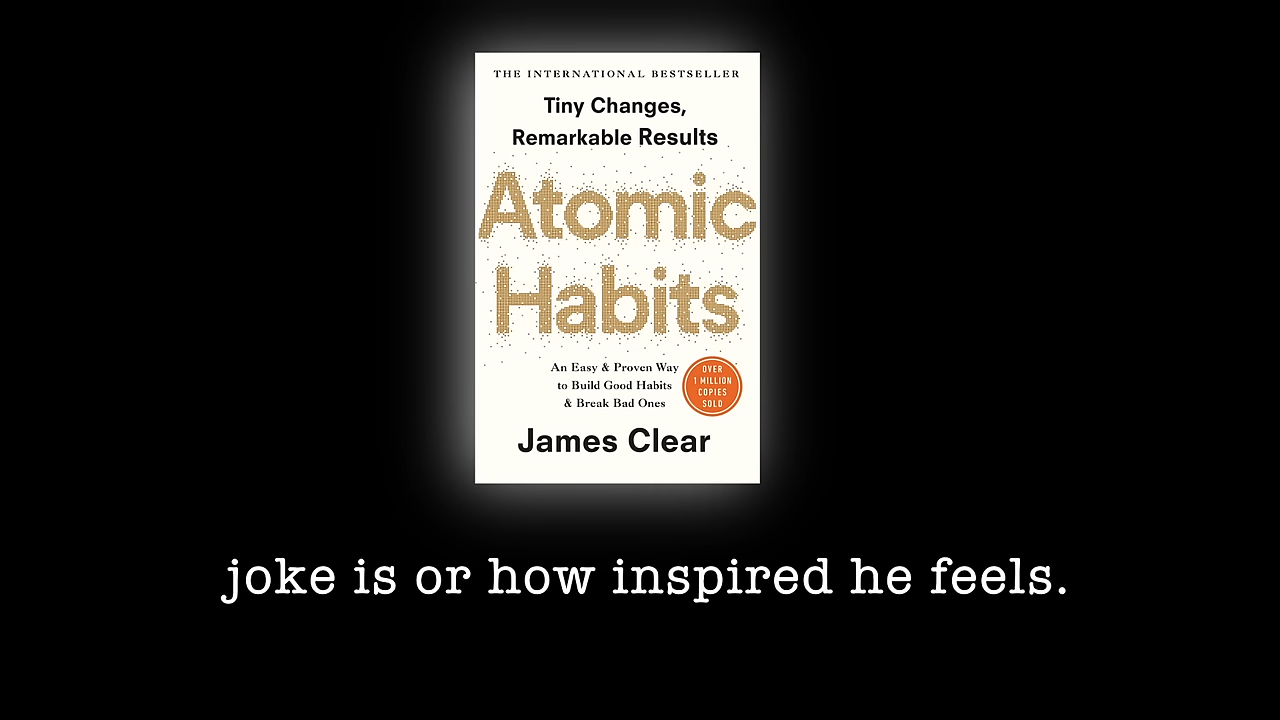 THE INTERNATIONAL BESTSELLER
Tiny Changes,
Remarkable Results
Atomic
Habits
An Easy & Proven Way
to Build Good Habits
& Break Bad Ones
OVER
1 MILLION
COPIES
SOLD
James Clear
joke is or how inspired he feels.